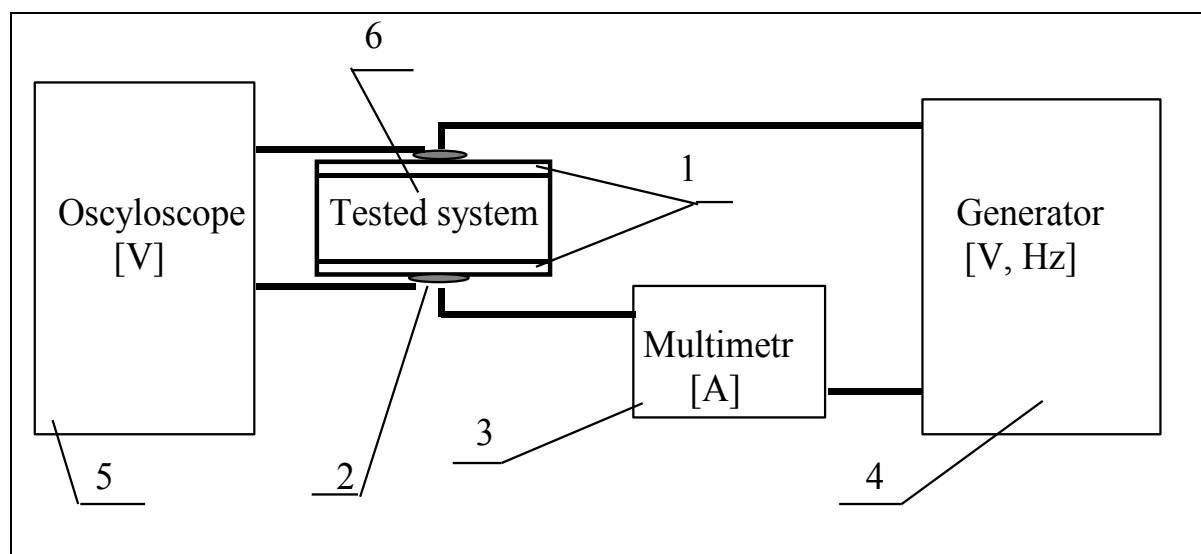 6
1
Oscyloscope
[V]
Tested system
Generator
[V, Hz]
Multimetr
[A]
3
5
2
4